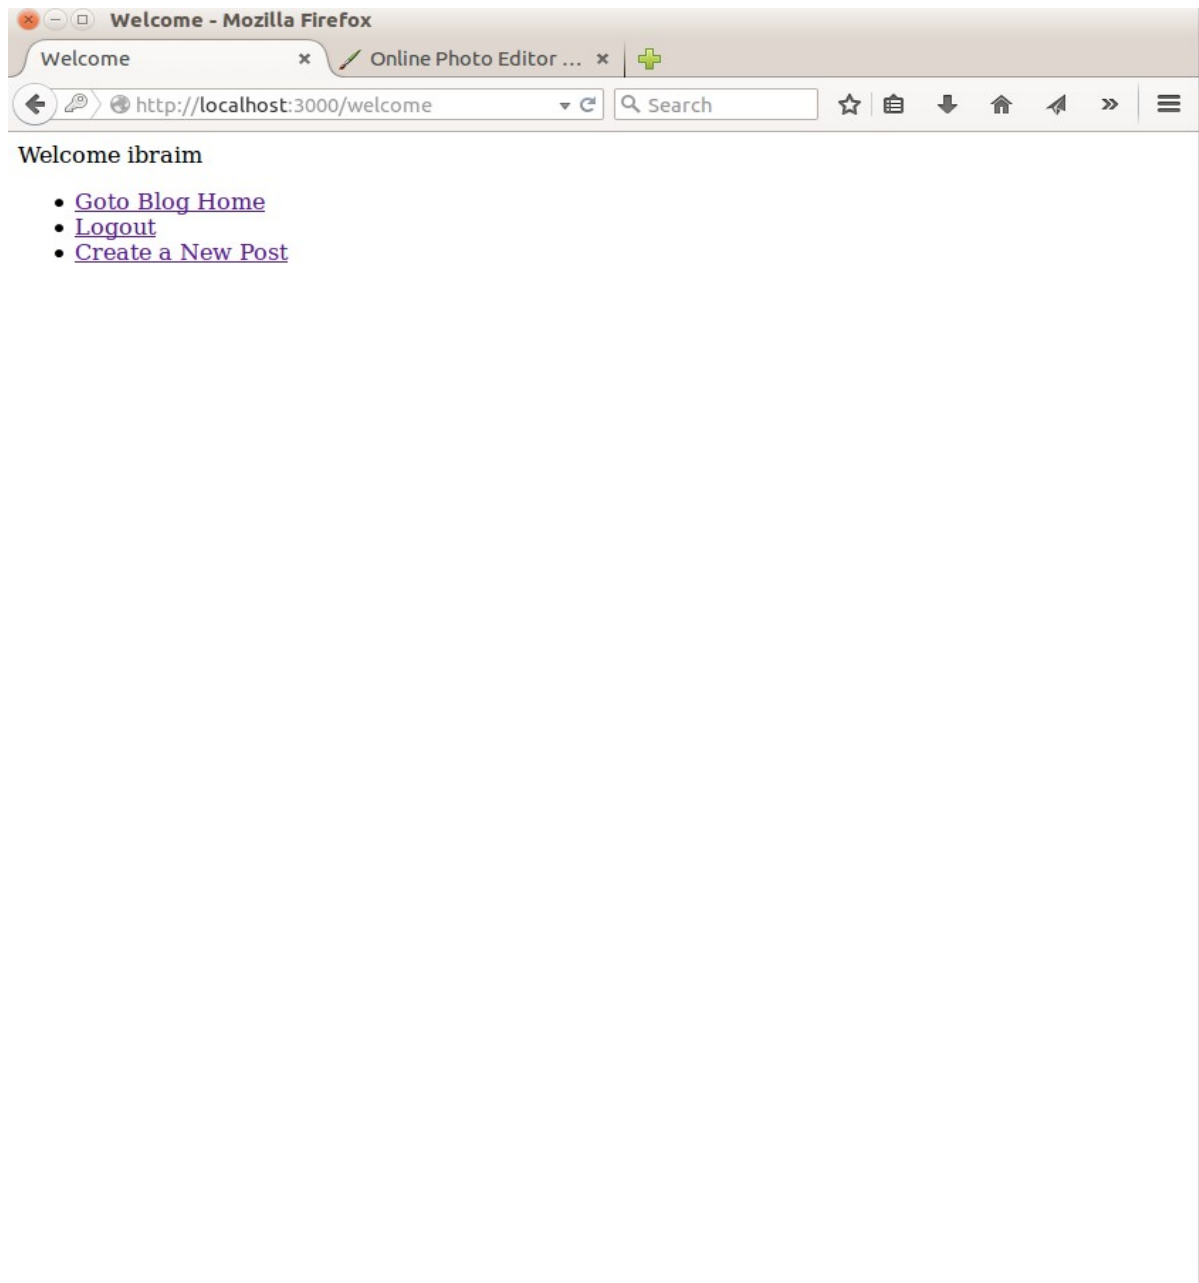 Welcome - Mozilla Firefox
Welcome
Online Photo Editor ...
http://localhost:3000/welcome
Search
Welcome ibraim
Goto Blog Home
Logout
Create a New Post